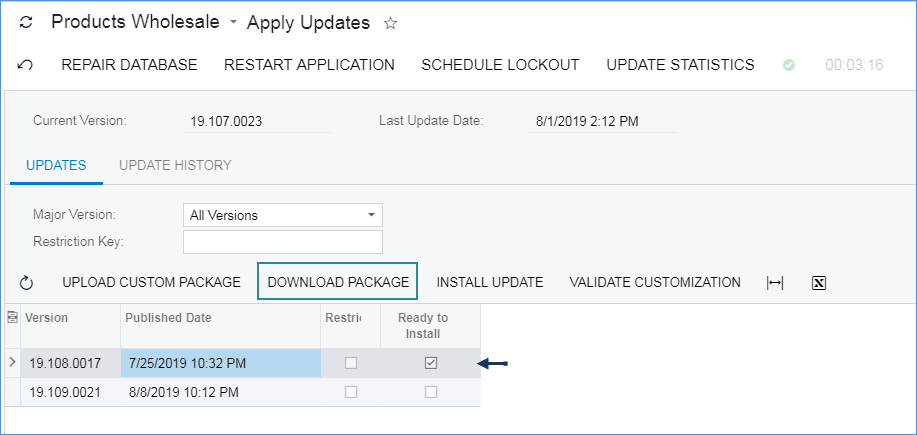 Products Wholesale Apply Updates
REPAIR DATABASE RESTART APPLICATION SCHEDULE LOCKOUT UPDATE STATISTICS 00:03:16
Current Version: 19.107.0023 Last Update Date: 8/1/2019 2:12 PM
UPDATES UPDATE HISTORY
Major Version: All Versions
Restriction Key:
UPLOAD CUSTOM PACKAGE DOWNLOAD PACKAGE INSTALL UPDATE VALIDATE CUSTOMIZATION
Version Published Date Restri Ready to
Install
19.108.0017 7/25/2019 10:32 PM
19.109.0021 8/8/2019 10:12 PM